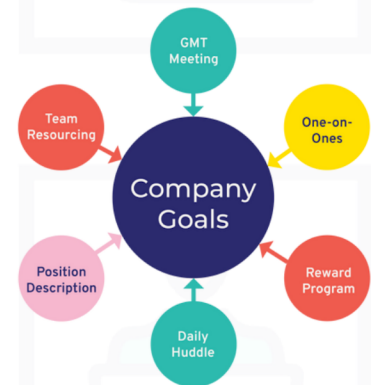 GMT
Meeting
Team
Resourcing
One-on-
Ones
Company
Goals
Position
Description
Reward
Program
Daily
Huddle